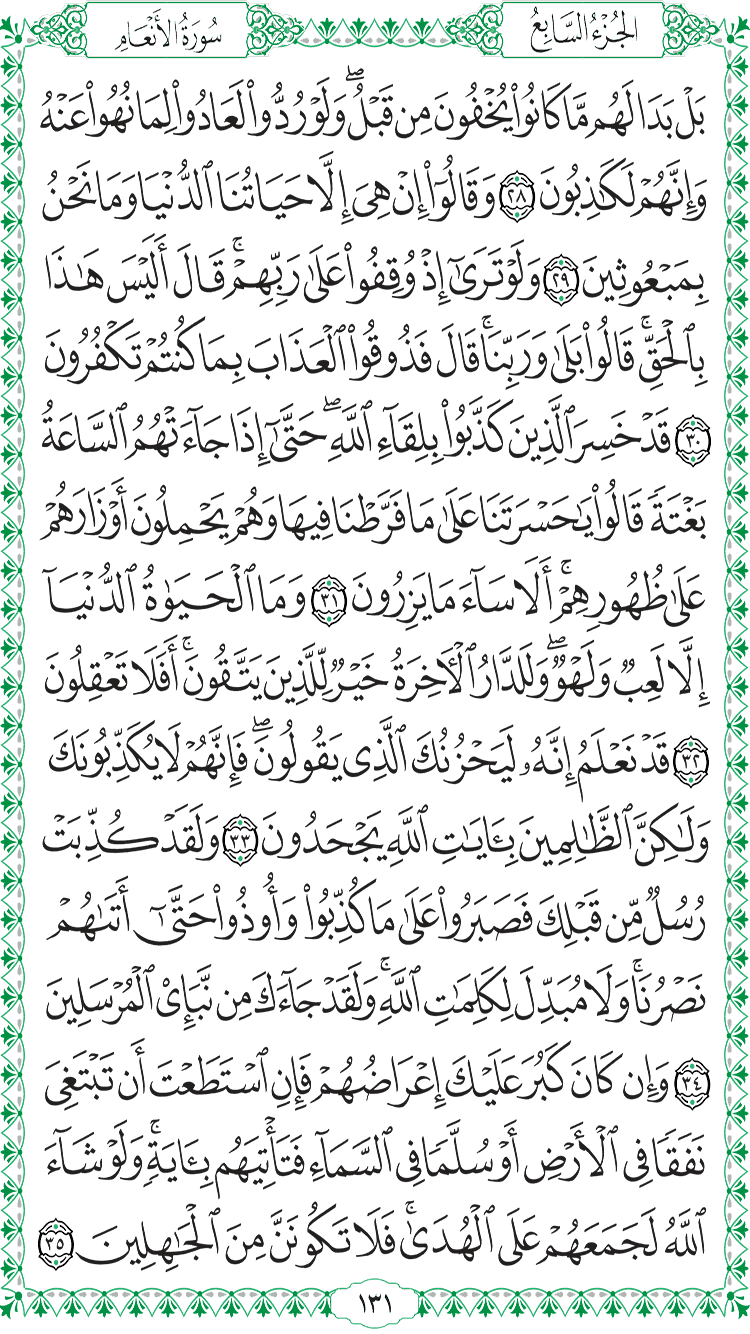 الجُزْءُ السَّابِعُ
سُورَةُ الأَنْعَامِ
بَلْ بَدَا لَهُم مَّا كَانُوا۟ يُخْفُونَ مِن قَبْلُ ۖ وَلَوْ رُدُّوا۟ لَعَادُوا۟ لِمَا نُهُوا۟ عَنْهُ
وَإِنَّهُمْ لَكَـٰذِبُونَ ٢٨ وَقَالُوٓا۟ إِنْ هِىَ إِلَّا حَيَاتُنَا ٱلدُّنْيَا وَمَا نَحْنُ
بِمَبْعُوثِينَ ٢٩ وَلَوْ تَرَىٰٓ إِذْ وُقِفُوا۟ عَلَىٰ رَبِّهِمْ ۚ قَالَ أَلَيْسَ هَـٰذَا
بِٱلْحَقِّ ۚ قَالُوا۟ بَلَىٰ وَرَبِّنَا ۚ قَالَ فَذُوقُوا۟ ٱلْعَذَابَ بِمَا كُنتُمْ تَكْفُرُونَ
٣٠ قَدْ خَسِرَ ٱلَّذِينَ كَذَّبُوا۟ بِلِقَآءِ ٱللَّهِ ۖ حَتَّىٰٓ إِذَا جَآءَتْهُمُ ٱلسَّاعَةُ
بَغْتَةً قَالُوا۟ يَـٰحَسْرَتَنَا عَلَىٰ مَا فَرَّطْنَا فِيهَا وَهُمْ يَحْمِلُونَ أَوْزَارَهُمْ
عَلَىٰ ظُهُورِهِمْ ۚ أَلَا سَآءَ مَا يَزِرُونَ ٣١ وَمَا ٱلْحَيَوٰةُ ٱلدُّنْيَآ
إِلَّا لَعِبٌ وَلَهْوٌ ۖ وَلَلدَّارُ ٱلْـَٔاخِرَةُ خَيْرٌ لِّلَّذِينَ يَتَّقُونَ ۗ أَفَلَا تَعْقِلُونَ
٣٢ قَدْ نَعْلَمُ إِنَّهُۥ لَيَحْزُنُكَ ٱلَّذِى يَقُولُونَ ۖ فَإِنَّهُمْ لَا يُكَذِّبُونَكَ
وَلَـٰكِنَّ ٱلظَّـٰلِمِينَ بِـَٔايَـٰتِ ٱللَّهِ يَجْحَدُونَ ٣٣ وَلَقَدْ كُذِّبَتْ
رُسُلٌ مِّن قَبْلِكَ فَصَبَرُوا۟ عَلَىٰ مَا كُذِّبُوا۟ وَأُوذُوا۟ حَتَّىٰٓ أَتَىٰهُمْ
نَصْرُنَا ۚ وَلَا مُبَدِّلَ لِكَلِمَـٰتِ ٱللَّهِ ۚ وَلَقَدْ جَآءَكَ مِن نَّبَإِى۟ ٱلْمُرْسَلِينَ
٣٤ وَإِن كَانَ كَبُرَ عَلَيْكَ إِعْرَاضُهُمْ فَإِنِ ٱسْتَطَعْتَ أَن تَبْتَغِىَ
نَفَقًا فِى ٱلْأَرْضِ أَوْ سُلَّمًا فِى ٱلسَّمَآءِ فَتَأْتِيَهُم بِـَٔايَةٍ ۚ وَلَوْ شَآءَ
ٱللَّهُ لَجَمَعَهُمْ عَلَى ٱلْهُدَىٰ ۚ فَلَا تَكُونَنَّ مِنَ ٱلْجَـٰهِلِينَ ٣٥
١٣١